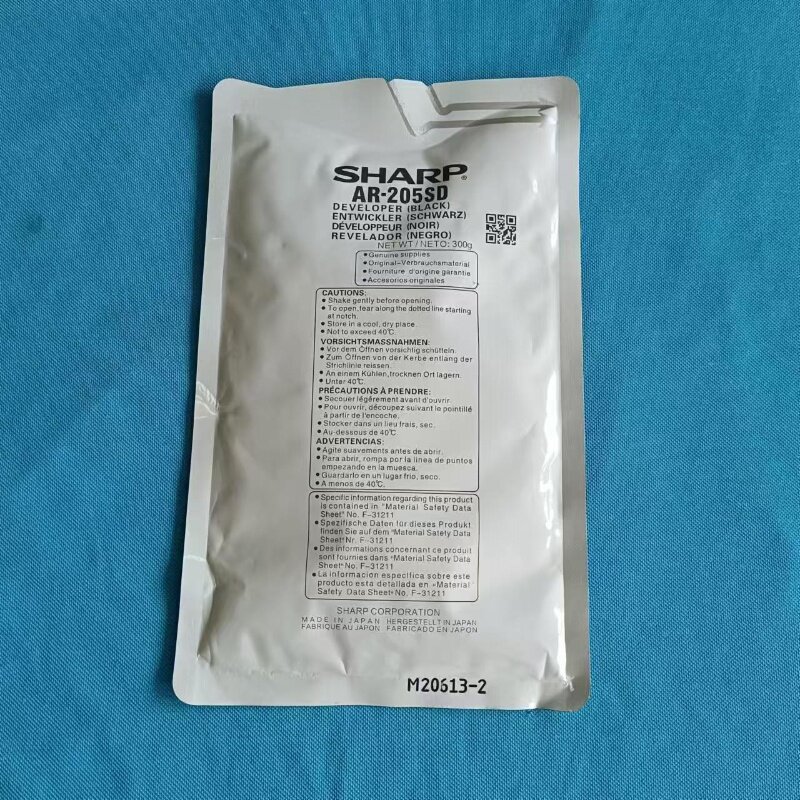 SHARP®
AR-205SD
DEVELOPER (BLACK)
ENTWICKLER (SCHWARZ)
DÉVELOPPEUR (NOIR)
REVELADOR (NEGRO)
NET WT / NETO: 300g
• Genuine supplies
• Original-Verbrauchsmaterial
• Fourniture d'origine garantie
• Accesorios originales
CAUTIONS:
• Shake gently before opening.
• To open, tear along the dotted line starting
at notch.
• Store in a cool, dry place.
• Not to exceed 40℃.
VORSICHTSMASSNAHMEN:
• Vor dem Öffnen vorsichtig schütteln.
• Zum Öffnen von der Kerbe entlang der
Strichlinie reissen.
• An einem Kühlen, trocknen Ort lagern.
• Unter 40℃
PRÉCAUTIONS À PRENDRE:
• Secouer légèrement avant d'ouvrir.
• Pour ouvrir, découpez suivant le pointillé
à partir de l'encoche.
• Stocker dans un lieu frais, sec.
• Au-dessous de 40℃
ADVERTENCIAS:
• Agite suavements antes de abrir.
• Para abrir, rompa por la linea de puntos
empezando en la muesca.
• Guardarlo en un lugar frio, seco.
• A menos de 40℃.
• Specific information regarding this product
is contained in "Material Safety Data
Sheet" No. F-31211
• Spezifische Daten für dieses Produkt
finden Sie auf dem "Material Safety Data
Sheet" Nr. F-31211
• Des informations concernant ce produit
sont fournies dans "Material Safety Data
Sheet" No. F-31211
• La información específica sobre este
producto esta detallada en «Material
Safety Data Sheet» No. F-31211
SHARP CORPORATION
MADE IN JAPAN HERGESTELLT IN JAPAN
FABRIQUE AU JAPON FABRICADO EN JAPON
M20613-2